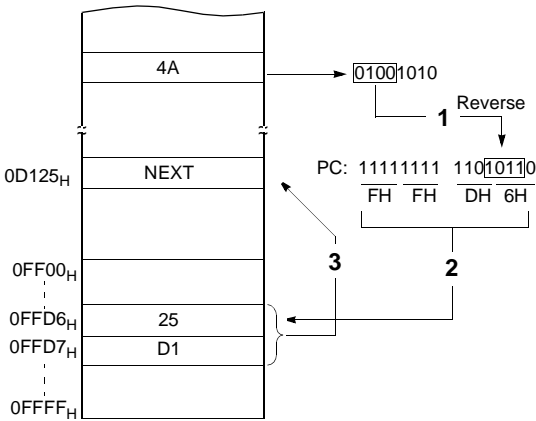 4A
01001010
1 Reverse
0D125H
NEXT
PC: 11111111 11010110
FH FH DH 6H
3
2
0FF00H
0FFD6H
25
0FFD7H
D1
0FFFFH